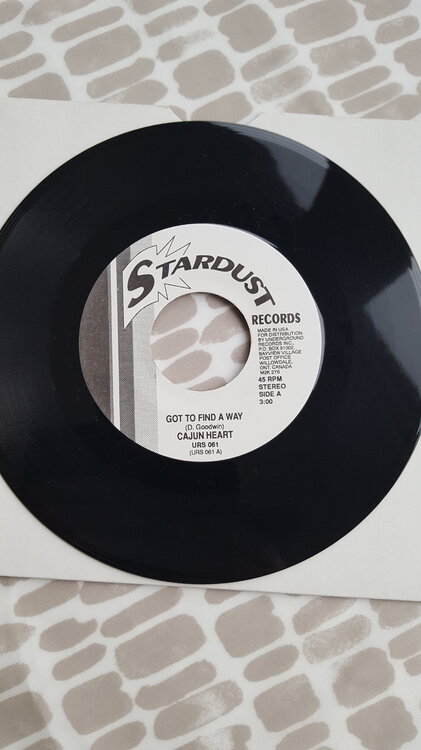 STARDUST
RECORDS
MADE IN USA
FOR DISTRIBUTION
BY UNDERGROUND
RECORDS INC.,
P.O. BOX 91002,
BAYVIEW VILLAGE
POST OFFICE
WILLOWDALE,
ONT. CANADA
M2K 2Y6
45 RPM
STEREO
SIDE A
3:00
GOT TO FIND A WAY
(D. Goodwin)
CAJUN HEART
URS 061
(URS 061 A)